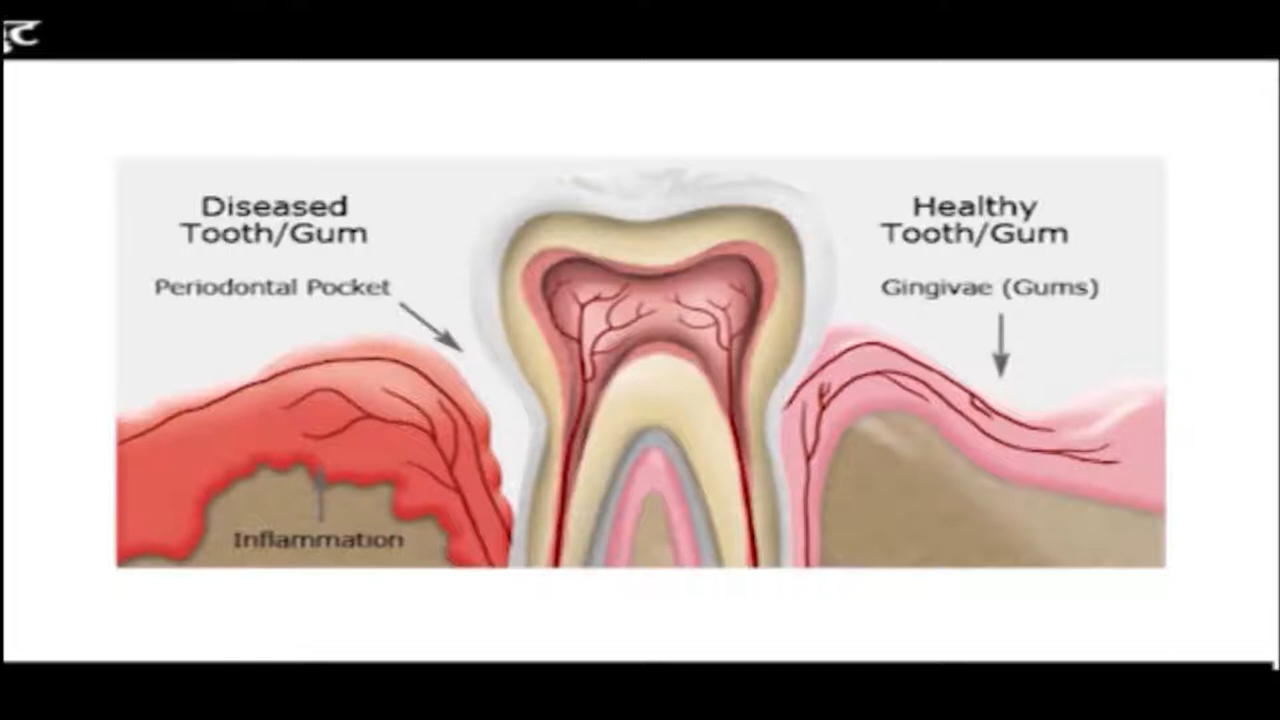 Diseased
Tooth/Gum
Periodontal Pocket
Inflammation
Healthy
Tooth/Gum
Gingivae (Gums)